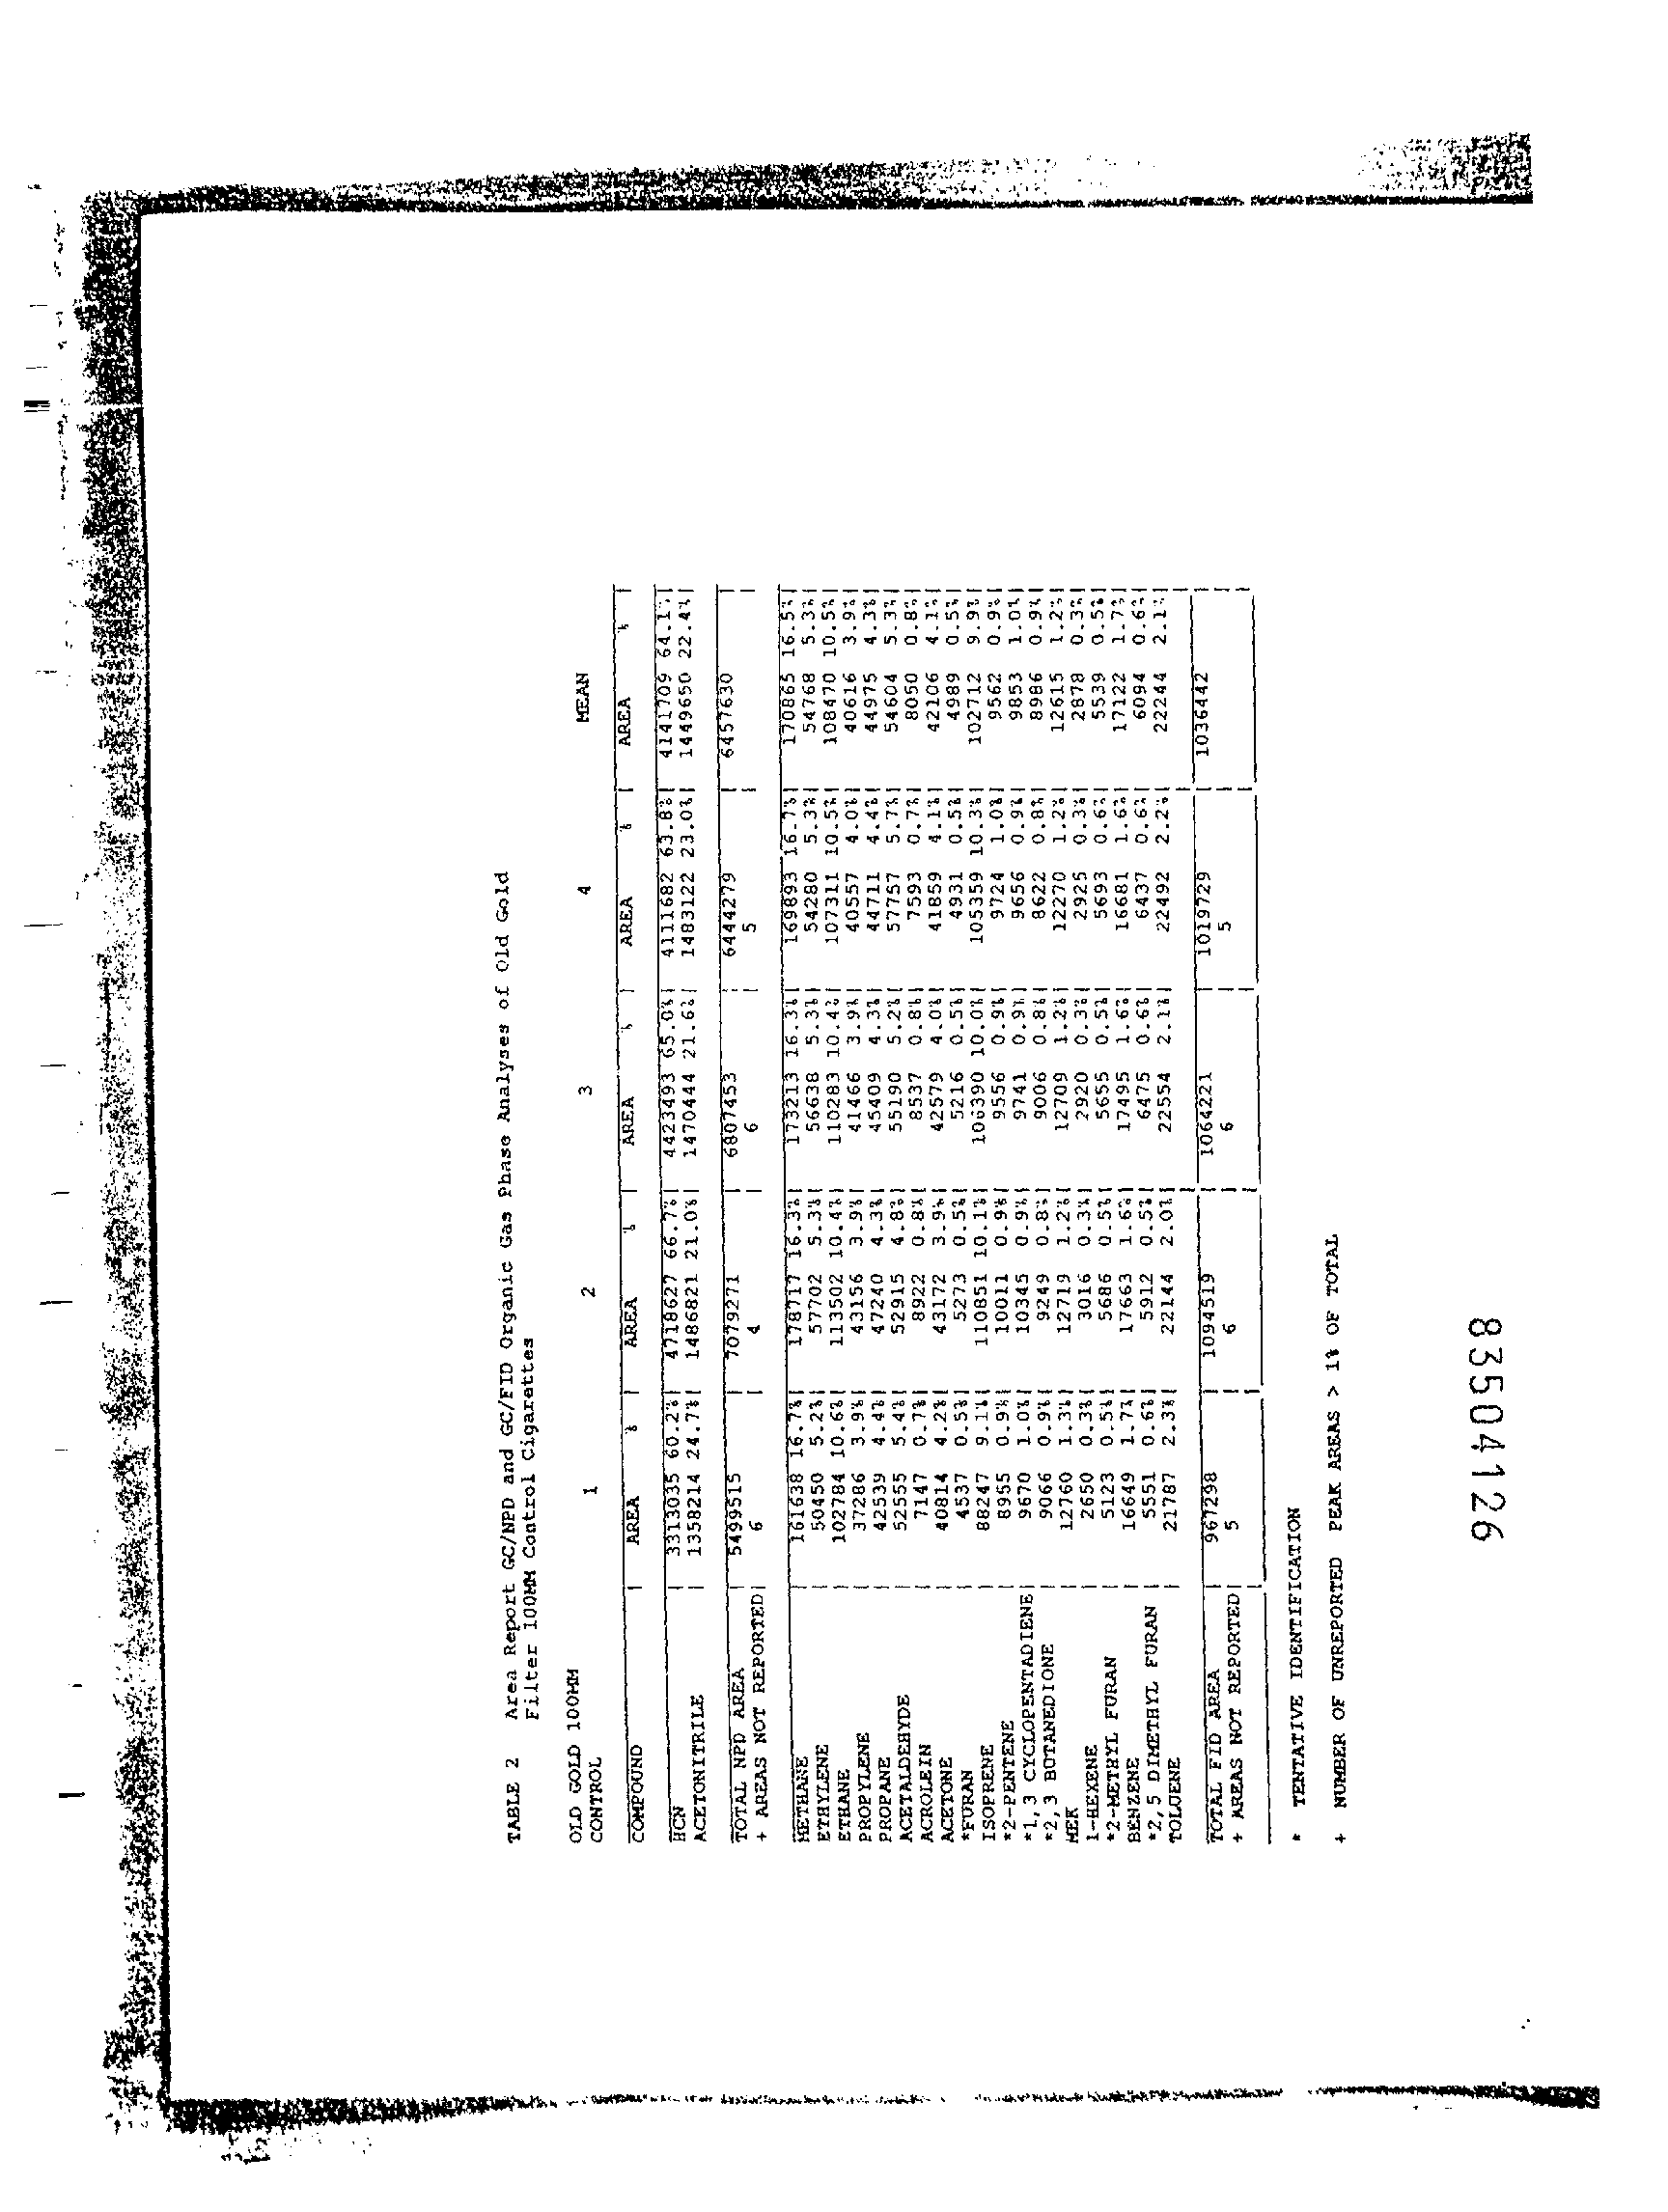 TABLE 2 Area Report GC/NPD and GC/FID Organic Gas Phase Analyses of Old Gold
Filter 100MM Control Cigarettes
OLD GOLD 100MM 1 2 3 4 MEAN
CONTROL
COMPOUND AREA % AREA % AREA % AREA % AREA %
HCN 3313035 60.2% 4718627 66.7% 4423493 65.0% 4111682 63.8% 4141709 64.1%
ACETONITRILE 1358214 24.7% 1486821 21.0% 1470444 21.6% 1483122 23.0% 1449650 22.4%
TOTAL NPD AREA 5499515 7079271 6807453 6444279 6457630
+ AREAS NOT REPORTED 6 4 6 5
METHANE 161638 16.7% 178717 16.3% 173213 16.3% 169893 16.7% 170865 16.5%
ETHYLENE 50450 5.2% 57702 5.3% 56638 5.3% 54280 5.3% 54768 5.3%
ETHANE 102784 10.6% 113502 10.4% 110283 10.4% 107311 10.5% 108470 10.5%
PROPYLENE 37286 3.9% 43156 3.9% 41466 3.9% 40557 4.0% 40616 3.9%
PROPANE 42539 4.4% 47240 4.3% 45409 4.3% 44711 4.4% 44975 4.3%
ACETALDEHYDE 52555 5.4% 52915 4.8% 55190 5.2% 57757 5.7% 54604 5.3%
ACROLEIN 7147 0.7% 8922 0.8% 8537 0.8% 7593 0.7% 8050 0.8%
ACETONE 40814 4.2% 43172 3.9% 42579 4.0% 41859 4.1% 42106 4.1%
*FURAN 4537 0.5% 5273 0.5% 5216 0.5% 4931 0.5% 4989 0.5%
ISOPRENE 88247 9.1% 110851 10.1% 106390 10.0% 105359 10.3% 102712 9.9%
*2-PENTENE 8955 0.9% 10011 0.9% 9556 0.9% 9724 1.0% 9562 0.9%
*1,3 CYCLOPENTADIENE 9670 1.0% 10345 0.9% 9741 0.9% 9656 0.9% 9853 1.0%
*2,3 BUTANEDIONE 9066 0.9% 9249 0.8% 9006 0.8% 8622 0.8% 8986 0.9%
MEK 12760 1.3% 12719 1.2% 12709 1.2% 12270 1.2% 12615 1.2%
1-HEXENE 2650 0.3% 3016 0.3% 2920 0.3% 2925 0.3% 2878 0.3%
*2-METHYL FURAN 5123 0.5% 5686 0.5% 5655 0.5% 5693 0.6% 5539 0.5%
BENZENE 16649 1.7% 17663 1.6% 17495 1.6% 16681 1.6% 17122 1.7%
*2,5 DIMETHYL FURAN 5551 0.6% 5912 0.5% 6475 0.6% 6437 0.6% 6094 0.6%
TOLUENE 21787 2.3% 22144 2.0% 22554 2.1% 22492 2.2% 22244 2.1%
TOTAL FID AREA 967298 1094519 1064221 1019729 1036442
+ AREAS NOT REPORTED 5 6 6 5
* TENTATIVE IDENTIFICATION
+ NUMBER OF UNREPORTED PEAK AREAS > 1% OF TOTAL
83504126